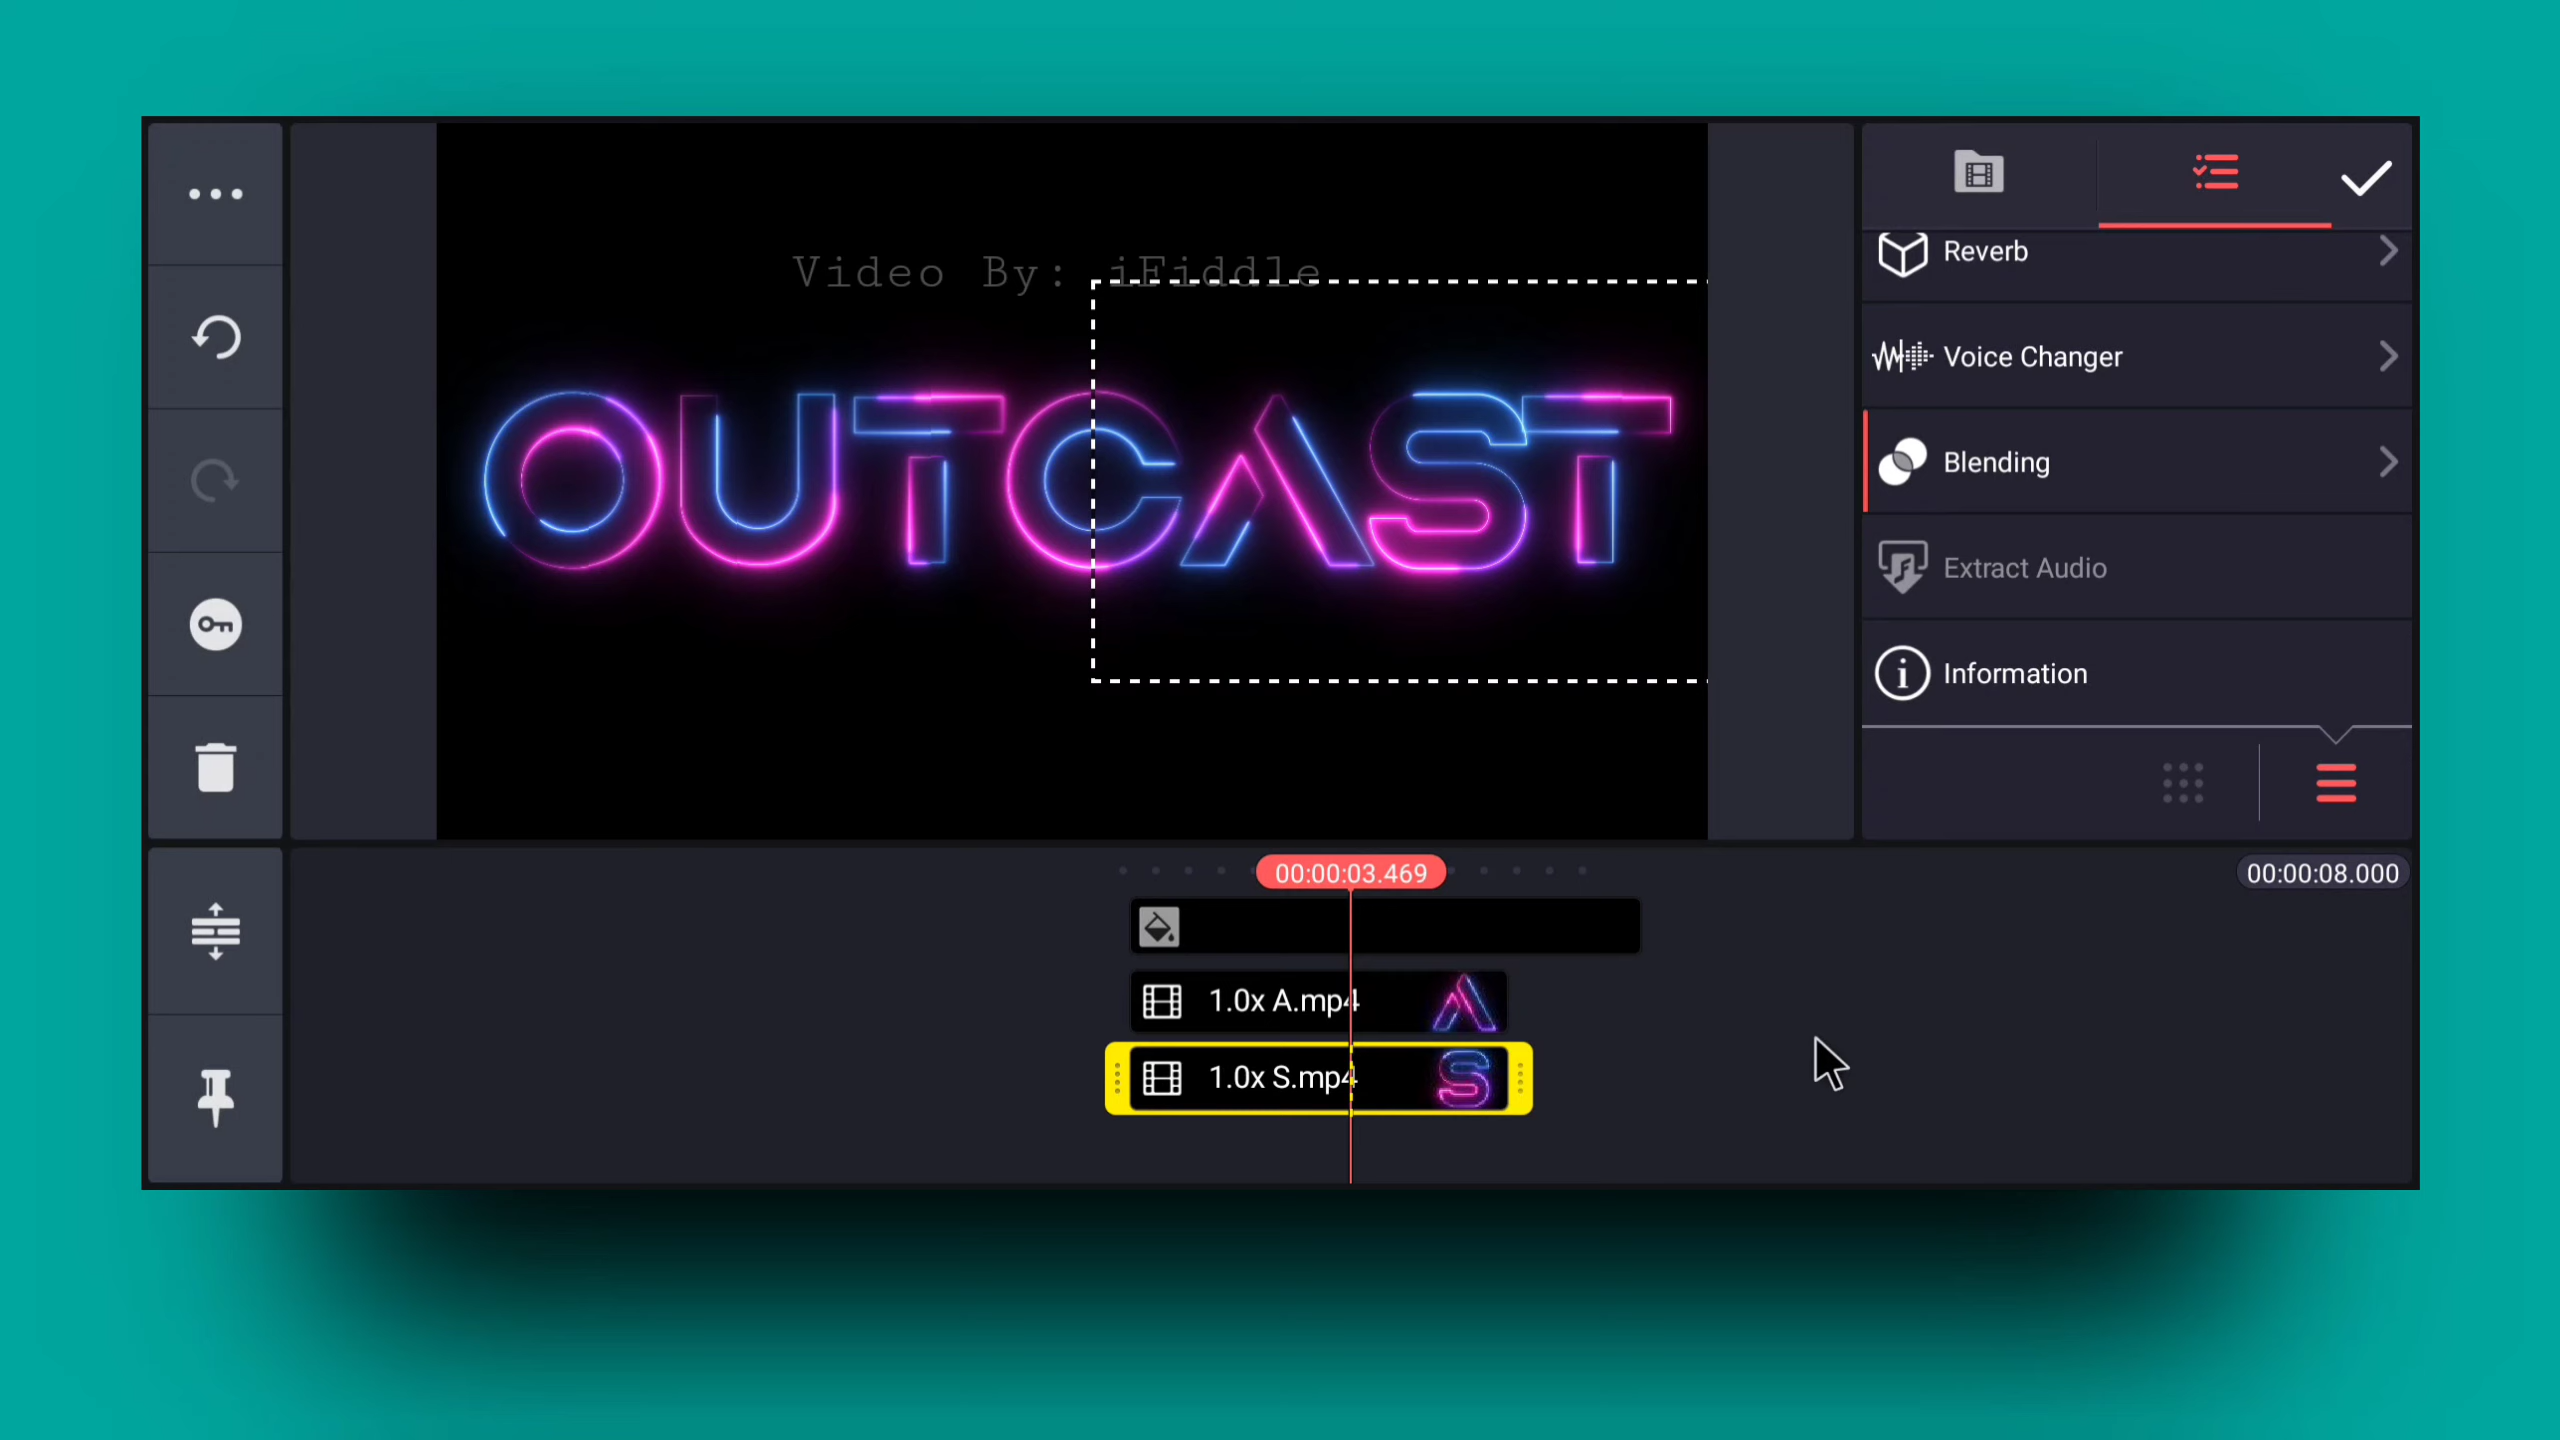 Video By: iFiddle
OUTCAST
Reverb
Voice Changer
Blending
Extract Audio
Information
00:00:03.469
00:00:08.000
1.0x A.mp4
1.0x S.mp4